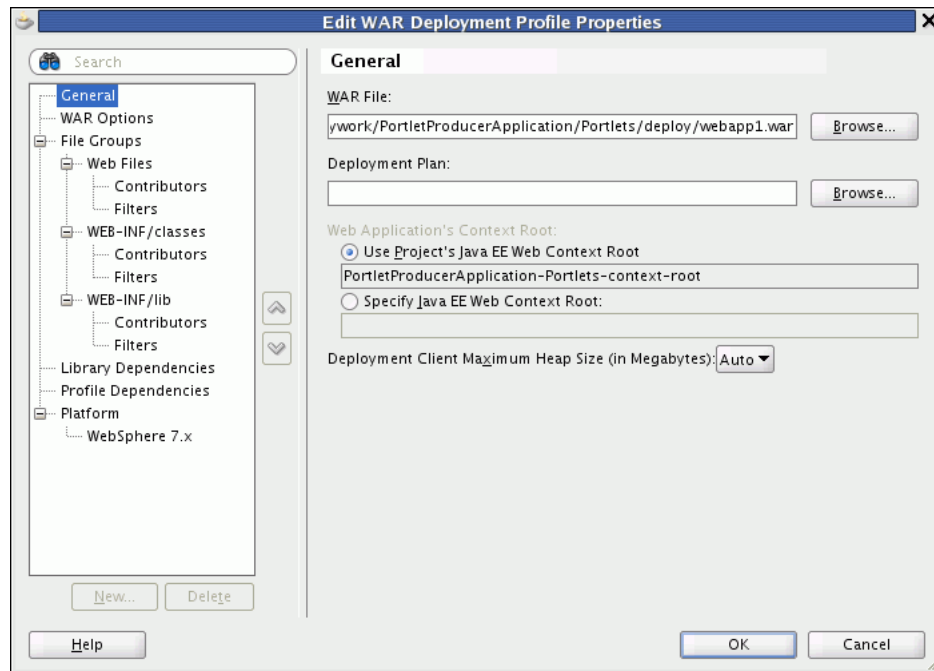 Edit WAR Deployment Profile Properties
Search
General
WAR Options
File Groups
Web Files
Contributors
Filters
WEB-INF/classes
Contributors
Filters
WEB-INF/lib
Contributors
Filters
Library Dependencies
Profile Dependencies
Platform
WebSphere 7.x
New...
Delete
General
WAR File:
ywork/PortletProducerApplication/Portlets/deploy/webapp1.war
Browse...
Deployment Plan:
Browse...
Web Application's Context Root:
Use Project's Java EE Web Context Root
PortletProducerApplication-Portlets-context-root
Specify Java EE Web Context Root:
Deployment Client Maximum Heap Size (in Megabytes): Auto
Help
OK
Cancel